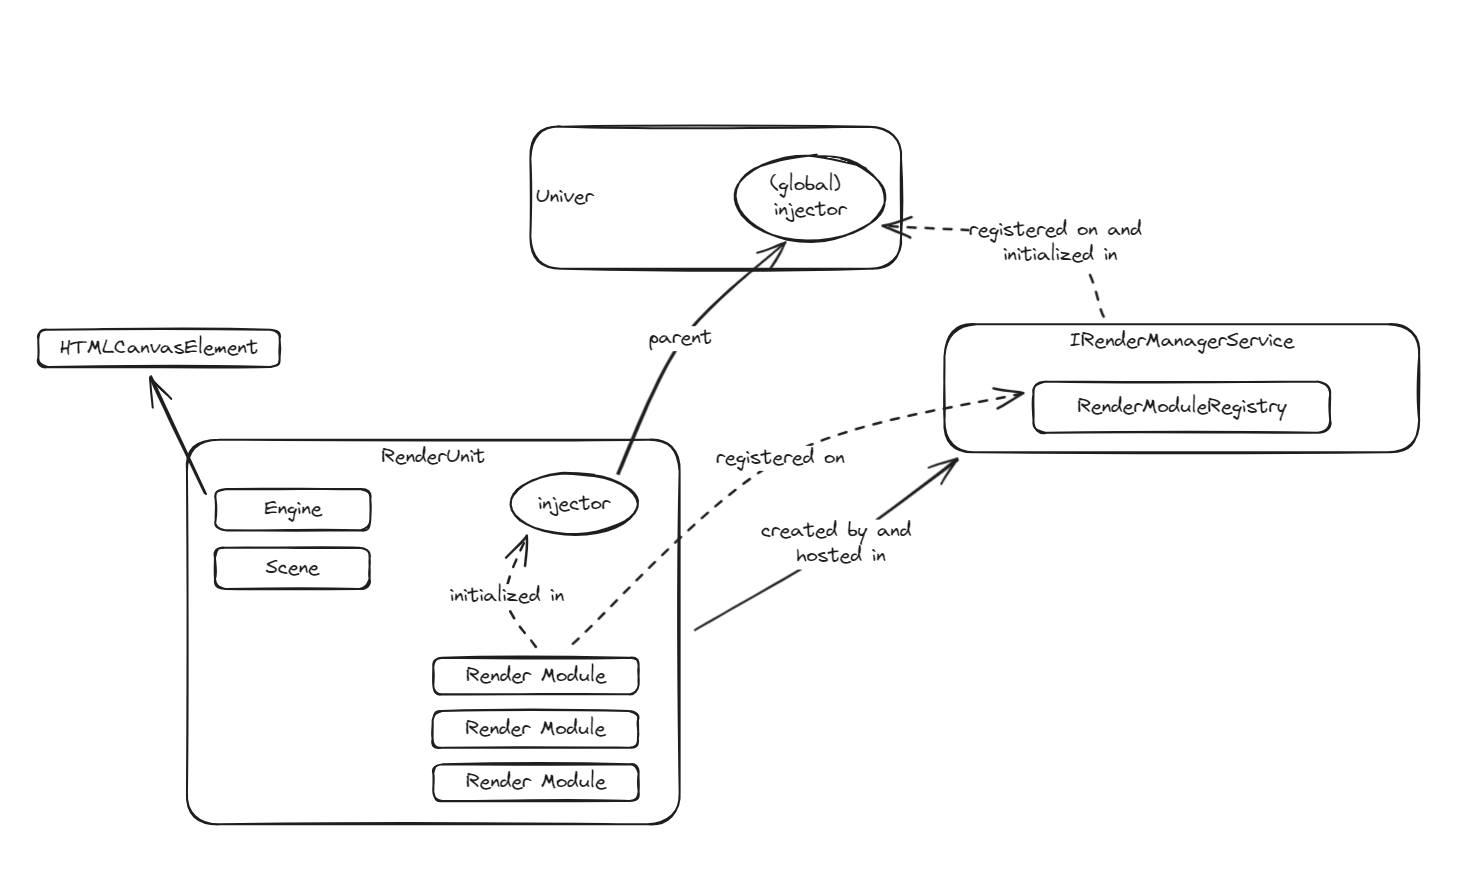 (global)
injector
Univer
registered on and
initialized in
parent
IRenderManagerService
HTMLCanvasElement
RenderModuleRegistry
RenderUnit
registered on
Engine
injector
created by and
hosted in
Scene
initialized in
Render Module
Render Module
Render Module